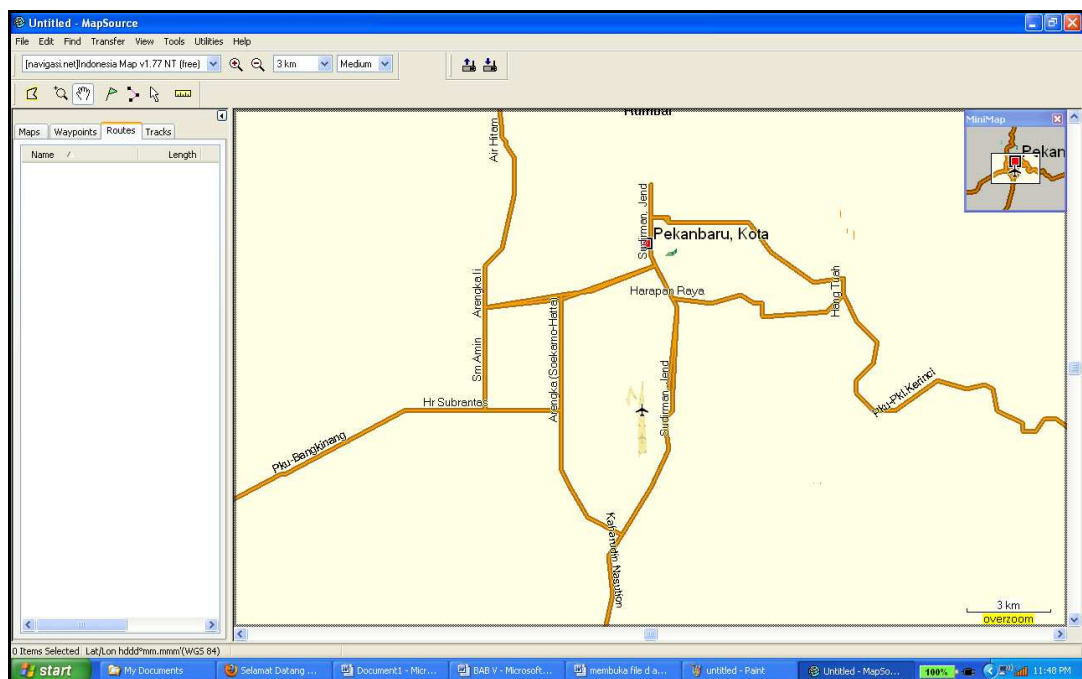 Untitled - MapSource
File Edit Find Transfer View Tools Utilities Help
[navigasi.net]Indonesia Map v1.77 NT (free) 3 km Medium
Maps Waypoints Routes Tracks
Name Length
Rumbai
MiniMap
Pekan
Air Hitam
Sudirman, Jend
Pekanbaru, Kota
Arengka Ii
Harapan Raya
Hang Tuah
Arengka (Soekarno-Hatta)
Sm Amin
Hr Subrantas
Sudirman, Jend
Pku-Pkl.Kerinci
Pku-Bangkinang
Kaharudin Nasution
3 km
overzoom
0 Items Selected Lat/Lon hddd°mm.mmm'(WGS 84)
start My Documents Selamat Datang ... Document1 - Micr... BAB V - Microsoft... membuka file d a... untitled - Paint Untitled - MapSo... 100% 11:48 PM